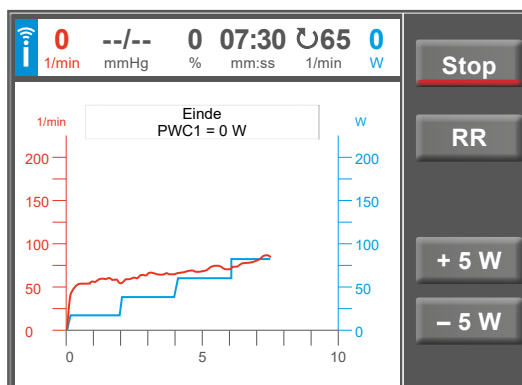 0 --/-- 0 07:30 65 0
1/min mmHg % mm:ss 1/min W
Stop
RR
+ 5 W
– 5 W
Einde
PWC1 = 0 W
1/min W
200 200
150 150
100 100
50 50
0 0
0 5 10